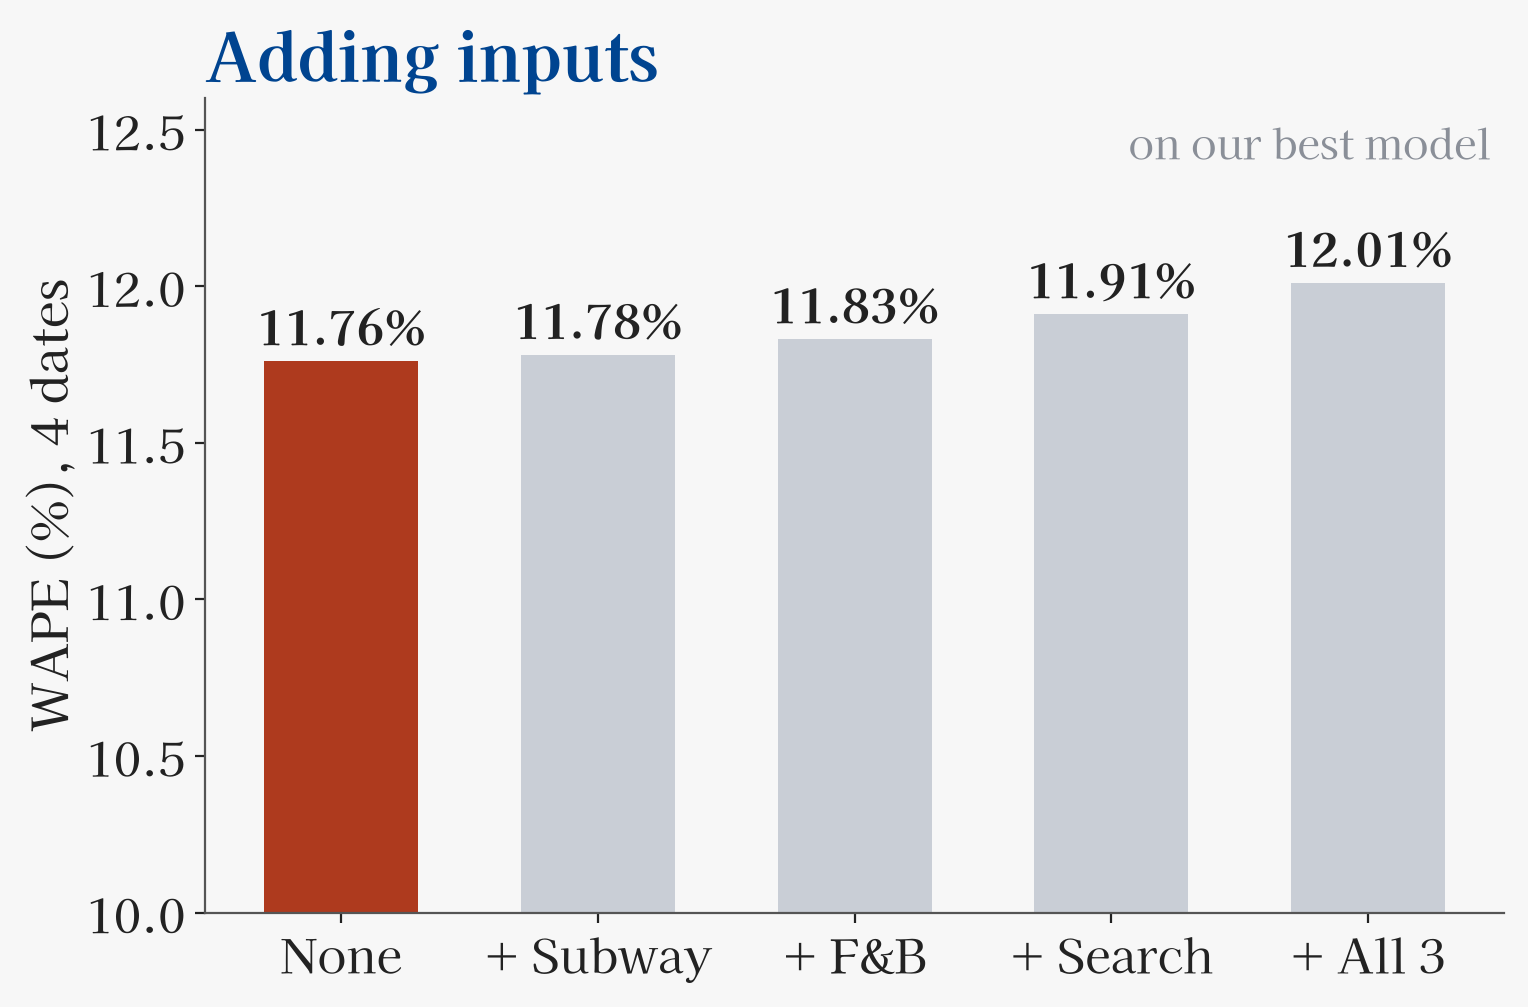 Adding inputs
on our best model
WAPE (%), 4 dates
12.5
12.0
11.5
11.0
10.5
10.0
11.76%
11.78%
11.83%
11.91%
12.01%
None
+ Subway
+ F&B
+ Search
+ All 3